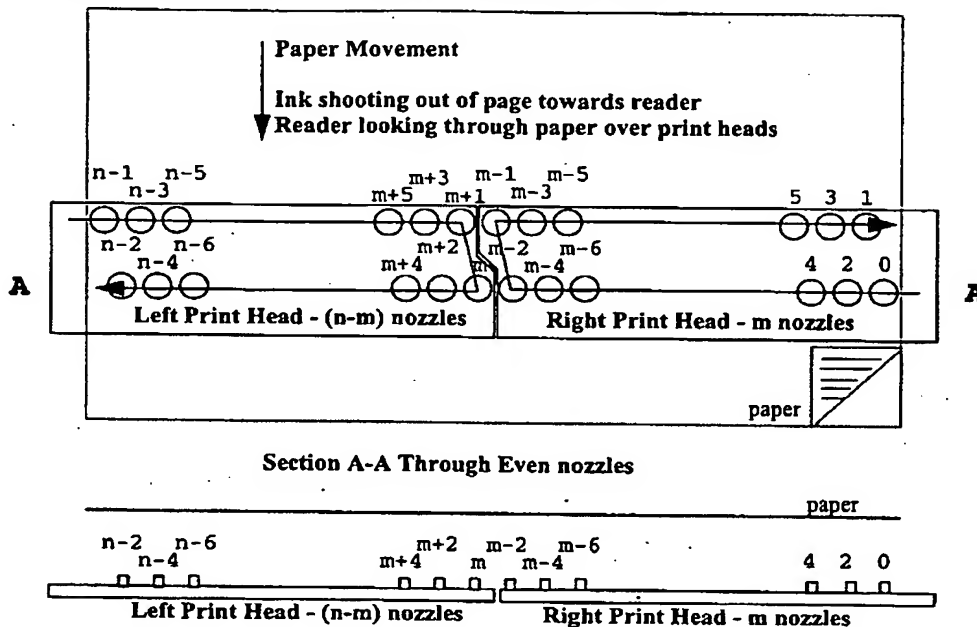 Paper Movement
Ink shooting out of page towards reader
Reader looking through paper over print heads
n-1 n-3 n-5 m+5 m+3 m+1 m-1 m-3 m-5 5 3 1
n-2 n-4 n-6 m+4 m+2 m m-2 m-4 m-6 4 2 0
A A
Left Print Head - (n-m) nozzles Right Print Head - m nozzles
paper
Section A-A Through Even nozzles
paper
n-2 n-4 n-6 m+4 m+2 m m-2 m-4 m-6 4 2 0
Left Print Head - (n-m) nozzles Right Print Head - m nozzles